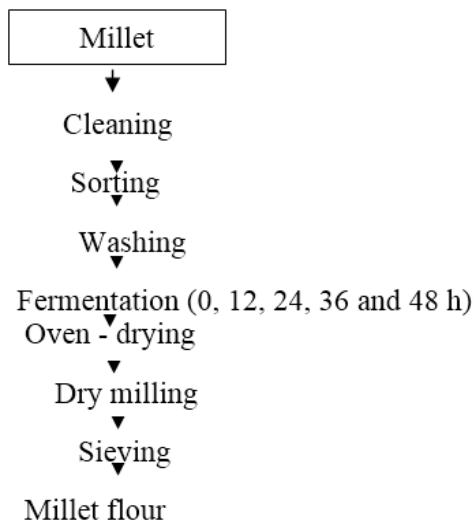 Millet
Cleaning
Sorting
Washing
Fermentation (0, 12, 24, 36 and 48 h)
Oven - drying
Dry milling
Sieving
Millet flour